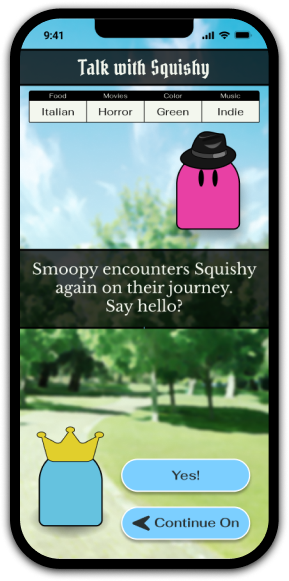 9:41
Talk with Squishy
Food Movies Color Music
Italian Horror Green Indie
Smoopy encounters Squishy
again on their journey.
Say hello?
Yes!
Continue On